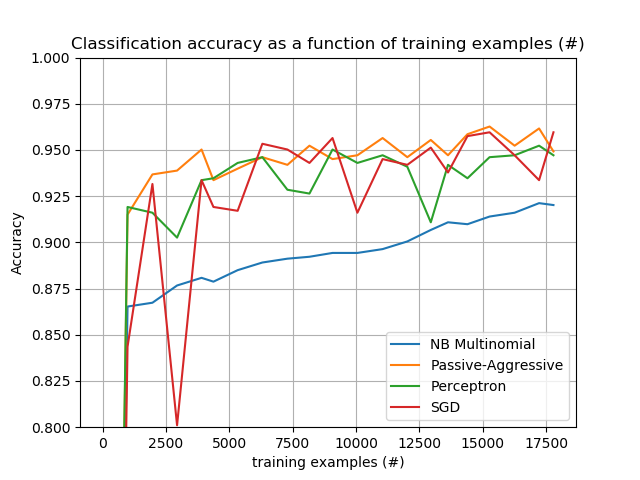 Classification accuracy as a function of training examples (#)
1.000
0.975
0.950
0.925
0.900
0.875
0.850
0.825
0.800
Accuracy
NB Multinomial
Passive-Aggressive
Perceptron
SGD
0 2500 5000 7500 10000 12500 15000 17500
training examples (#)